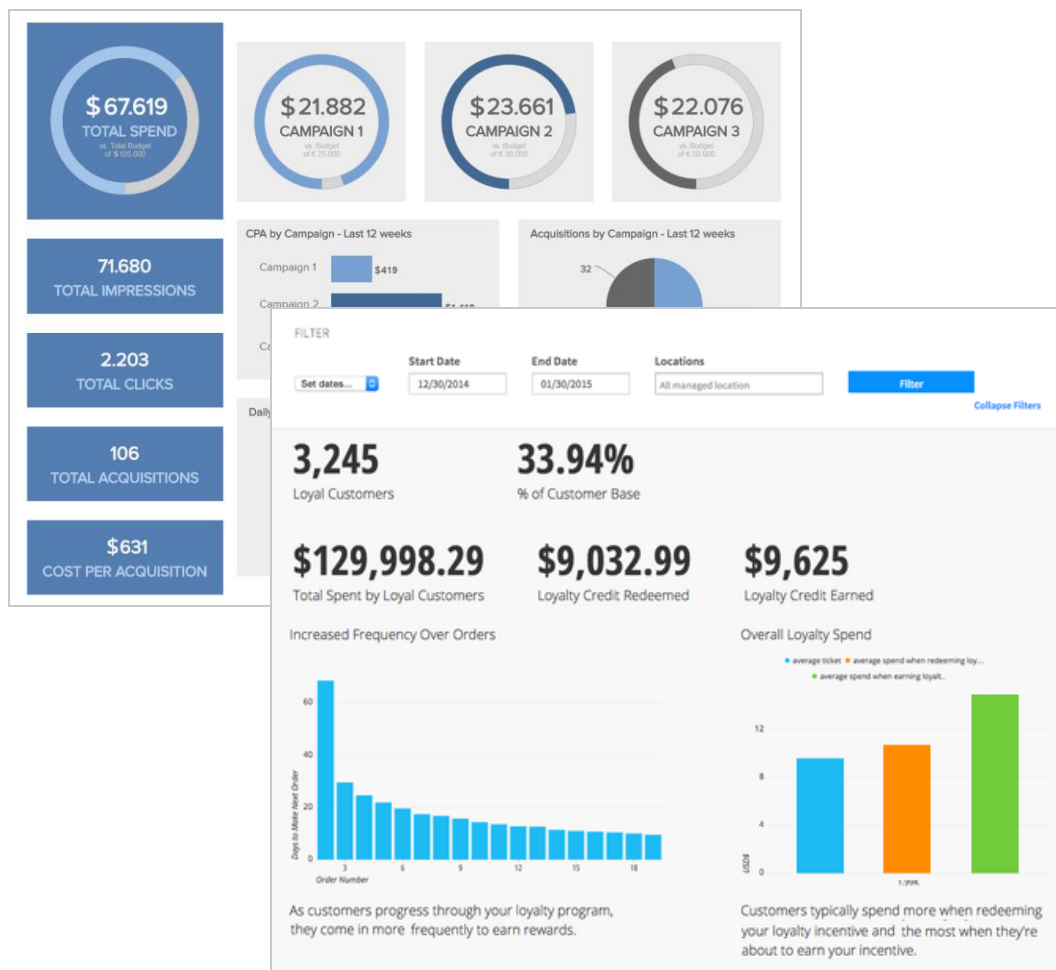 $67.619
TOTAL SPEND
vs. Total Budget
of $105.000
$21.882
CAMPAIGN 1
vs. Budget
of € 25.000
$23.661
CAMPAIGN 2
vs. Budget
of € 30.000
$22.076
CAMPAIGN 3
vs. Budget
of € 50.000
71.680
TOTAL IMPRESSIONS
2.203
TOTAL CLICKS
106
TOTAL ACQUISITIONS
$631
COST PER ACQUISITION
CPA by Campaign - Last 12 weeks
Campaign 1
$419
Campaign 2
Acquisitions by Campaign - Last 12 weeks
32
FILTER
Start Date
End Date
Locations
Set dates...
12/30/2014
01/30/2015
All managed location
Filter
Collapse Filters
3,245
Loyal Customers
33.94%
% of Customer Base
$129,998.29
Total Spent by Loyal Customers
$9,032.99
Loyalty Credit Redeemed
$9,625
Loyalty Credit Earned
Increased Frequency Over Orders
60
40
20
0
Days to Make Next Order
3 6 9 12 15 18
Order Number
As customers progress through your loyalty program,
they come in more frequently to earn rewards.
Overall Loyalty Spend
average ticket average spend when redeeming loy...
average spend when earning loyalt..
12
8
4
0
USD$
Customers typically spend more when redeeming
your loyalty incentive and the most when they're
about to earn your incentive.